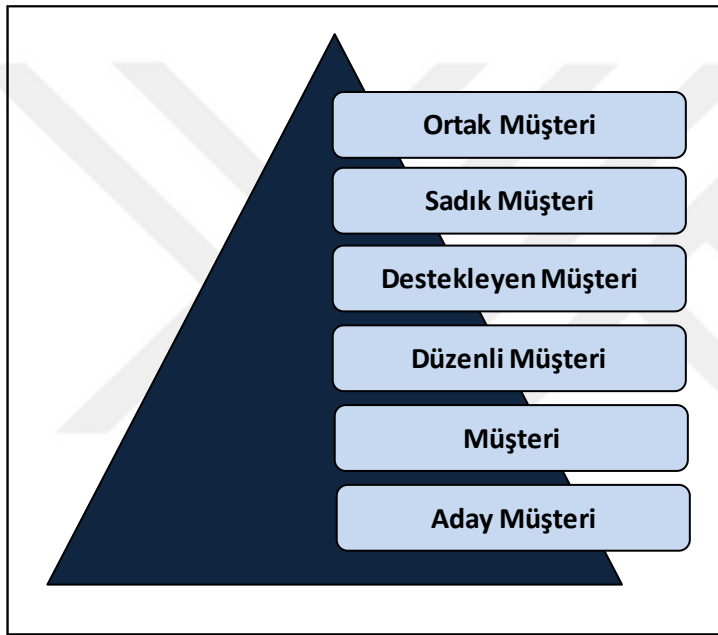 Ortak Müşteri
Sadık Müşteri
Destekleyen Müşteri
Düzenli Müşteri
Müşteri
Aday Müşteri